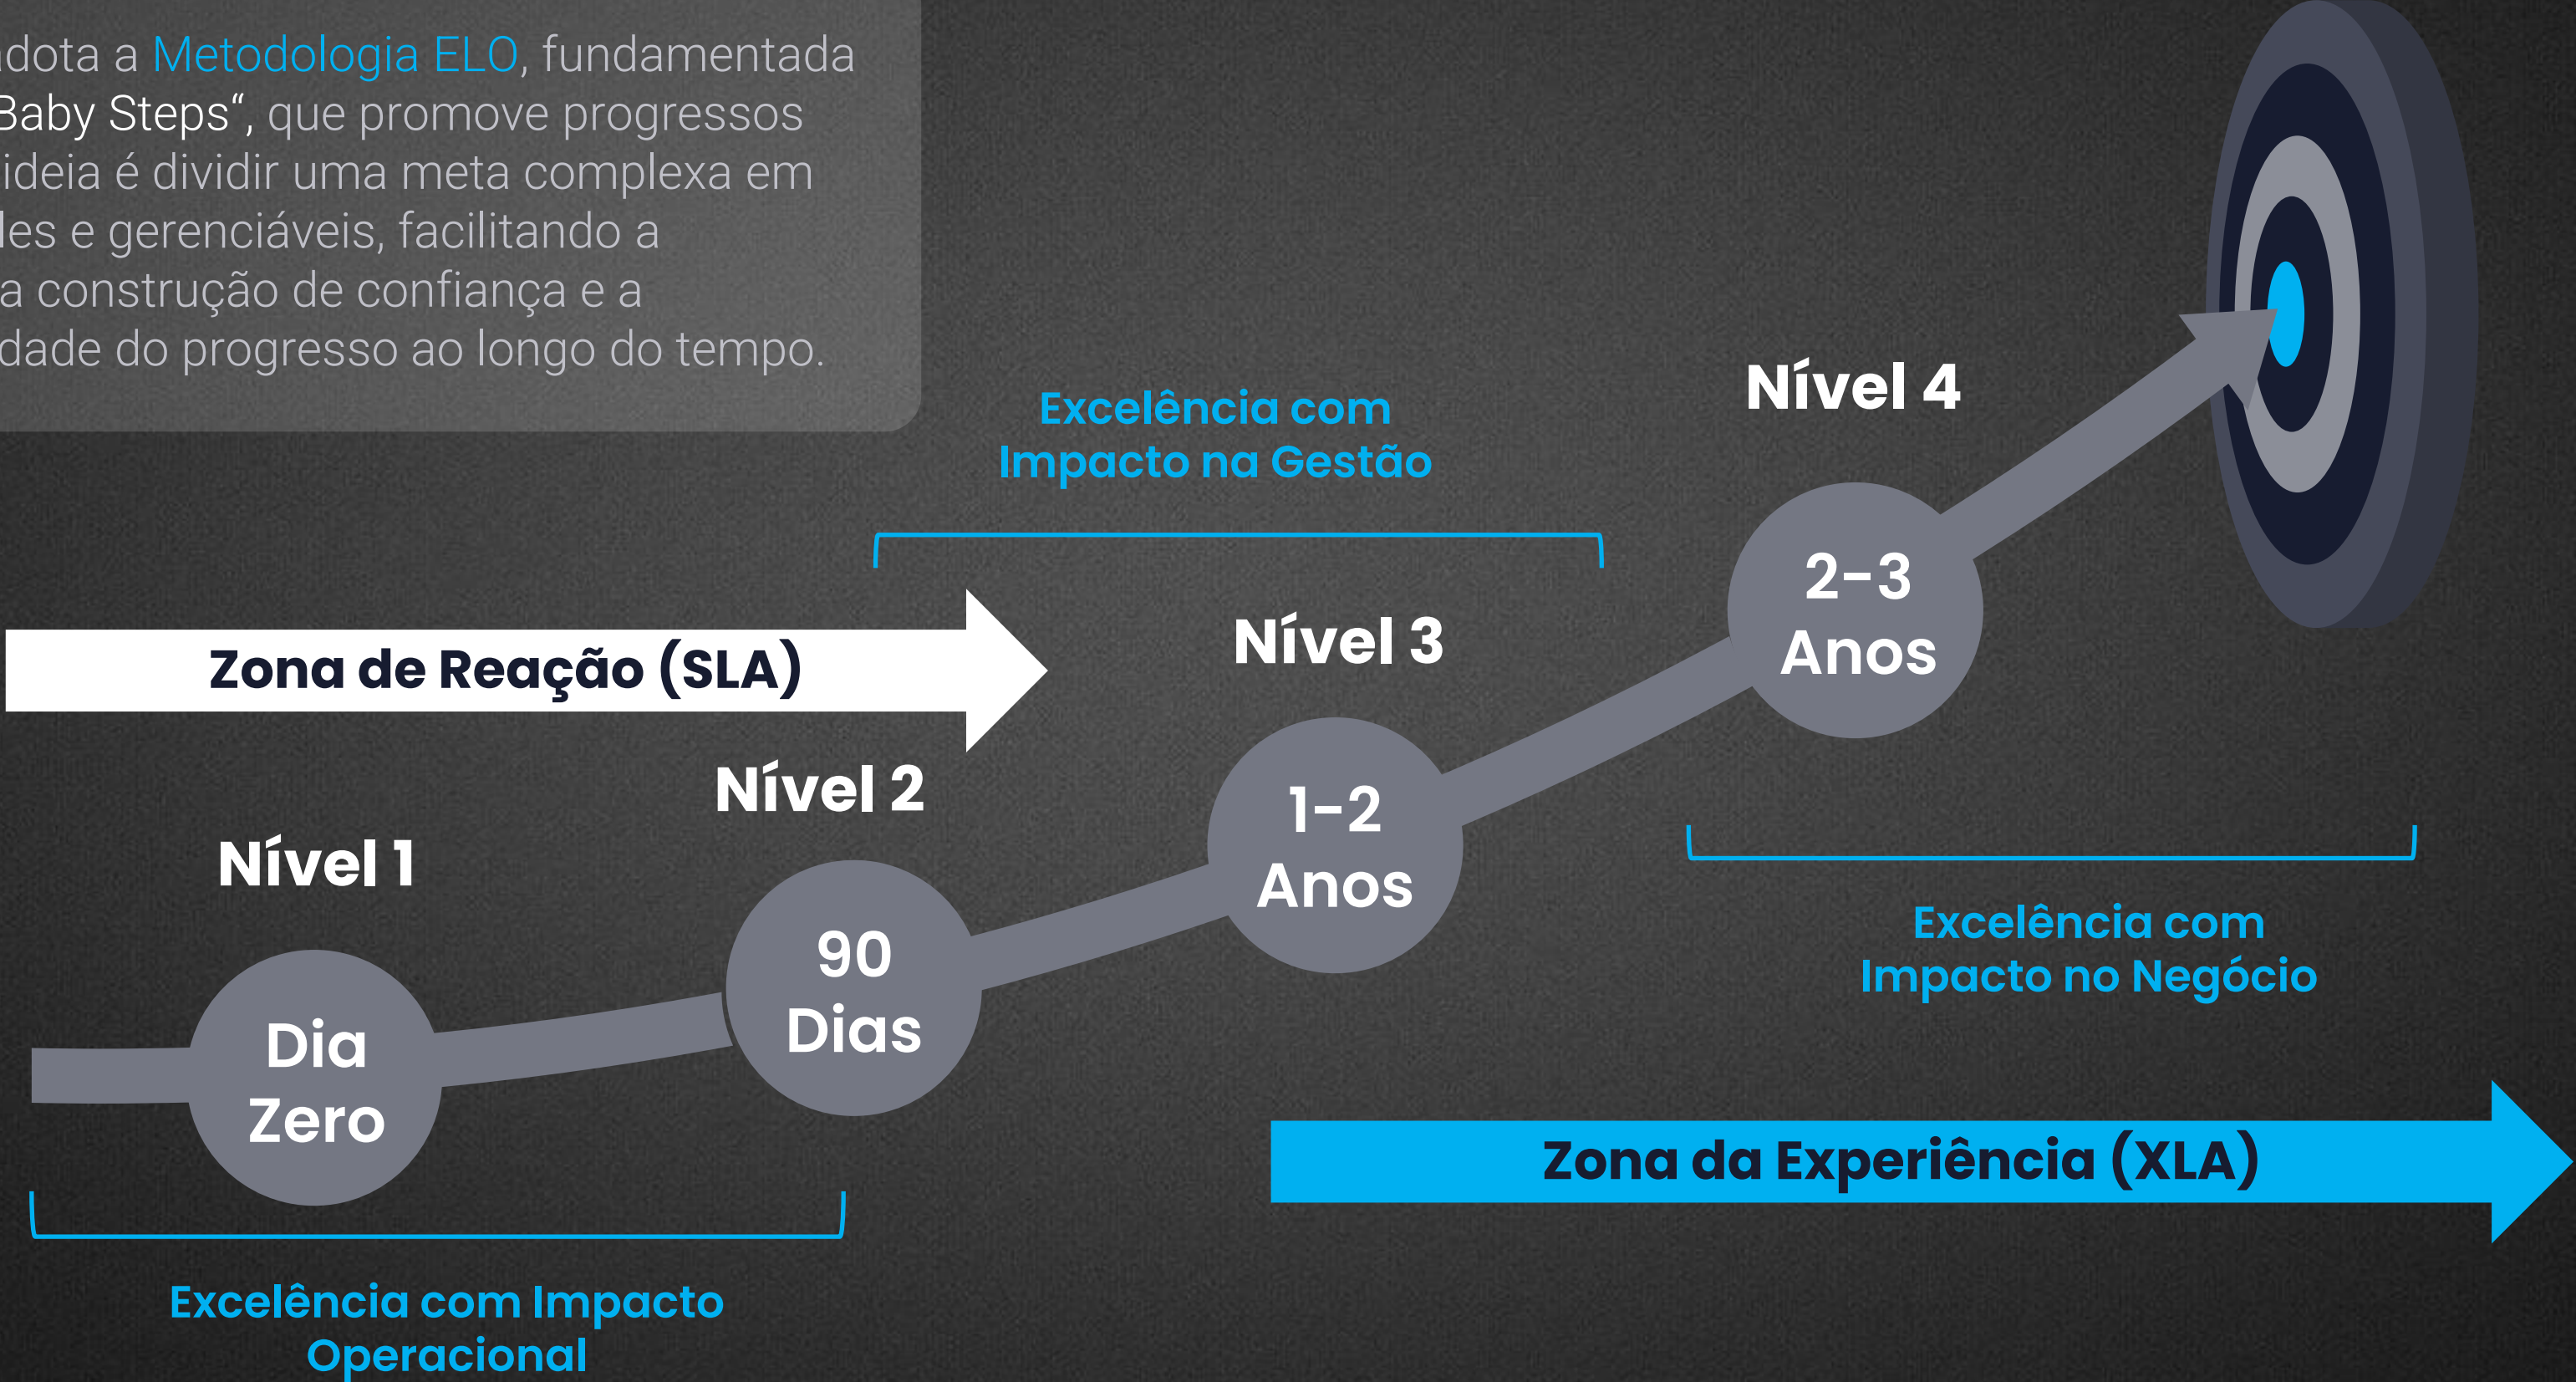 dota a Metodologia ELO, fundamentada
Baby Steps“, que promove progressos
ideia é dividir uma meta complexa em
les e gerenciáveis, facilitando a
a construção de confiança e a
dade do progresso ao longo do tempo.
Excelência com
Impacto na Gestão
Nível 4
2-3
Anos
Zona de Reação (SLA)
Nível 3
1-2
Anos
Nível 2
90
Dias
Nível 1
Dia
Zero
Excelência com
Impacto no Negócio
Zona da Experiência (XLA)
Excelência com Impacto
Operacional